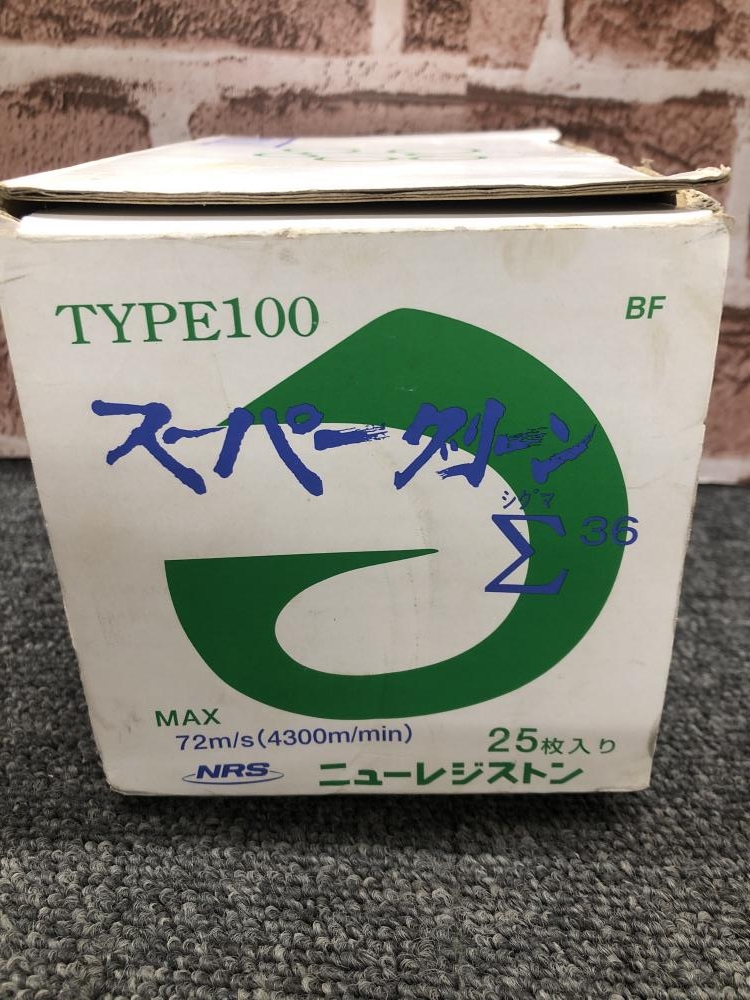 TYPE100
BF
スーパーグリーン
シグマ
Σ36
MAX
72m/s(4300m/min)
25枚入り
NRS ニューレジストン